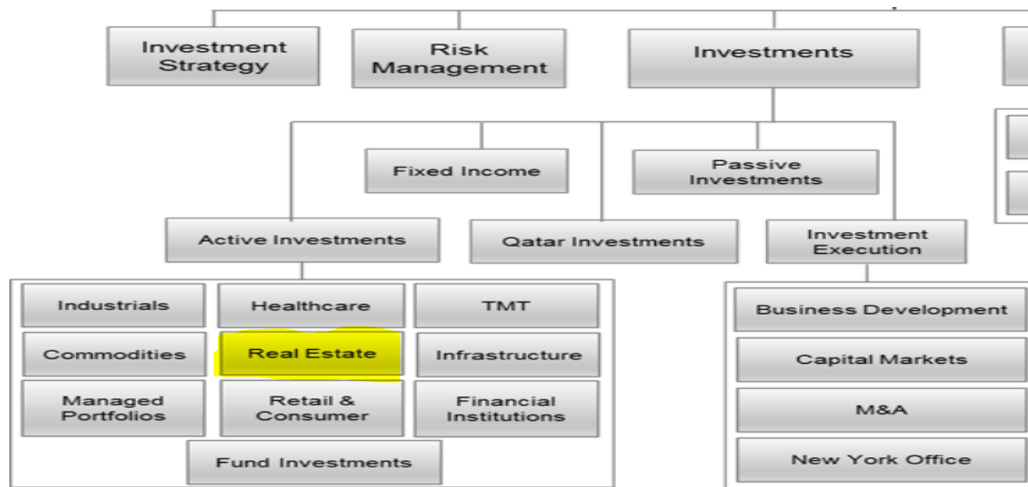 Investment
Strategy
Risk
Management
Investments
Fixed Income
Passive
Investments
Active Investments
Qatar Investments
Investment
Execution
Industrials
Healthcare
TMT
Commodities
Real Estate
Infrastructure
Managed
Portfolios
Retail &
Consumer
Financial
Institutions
Fund Investments
Business Development
Capital Markets
M&A
New York Office